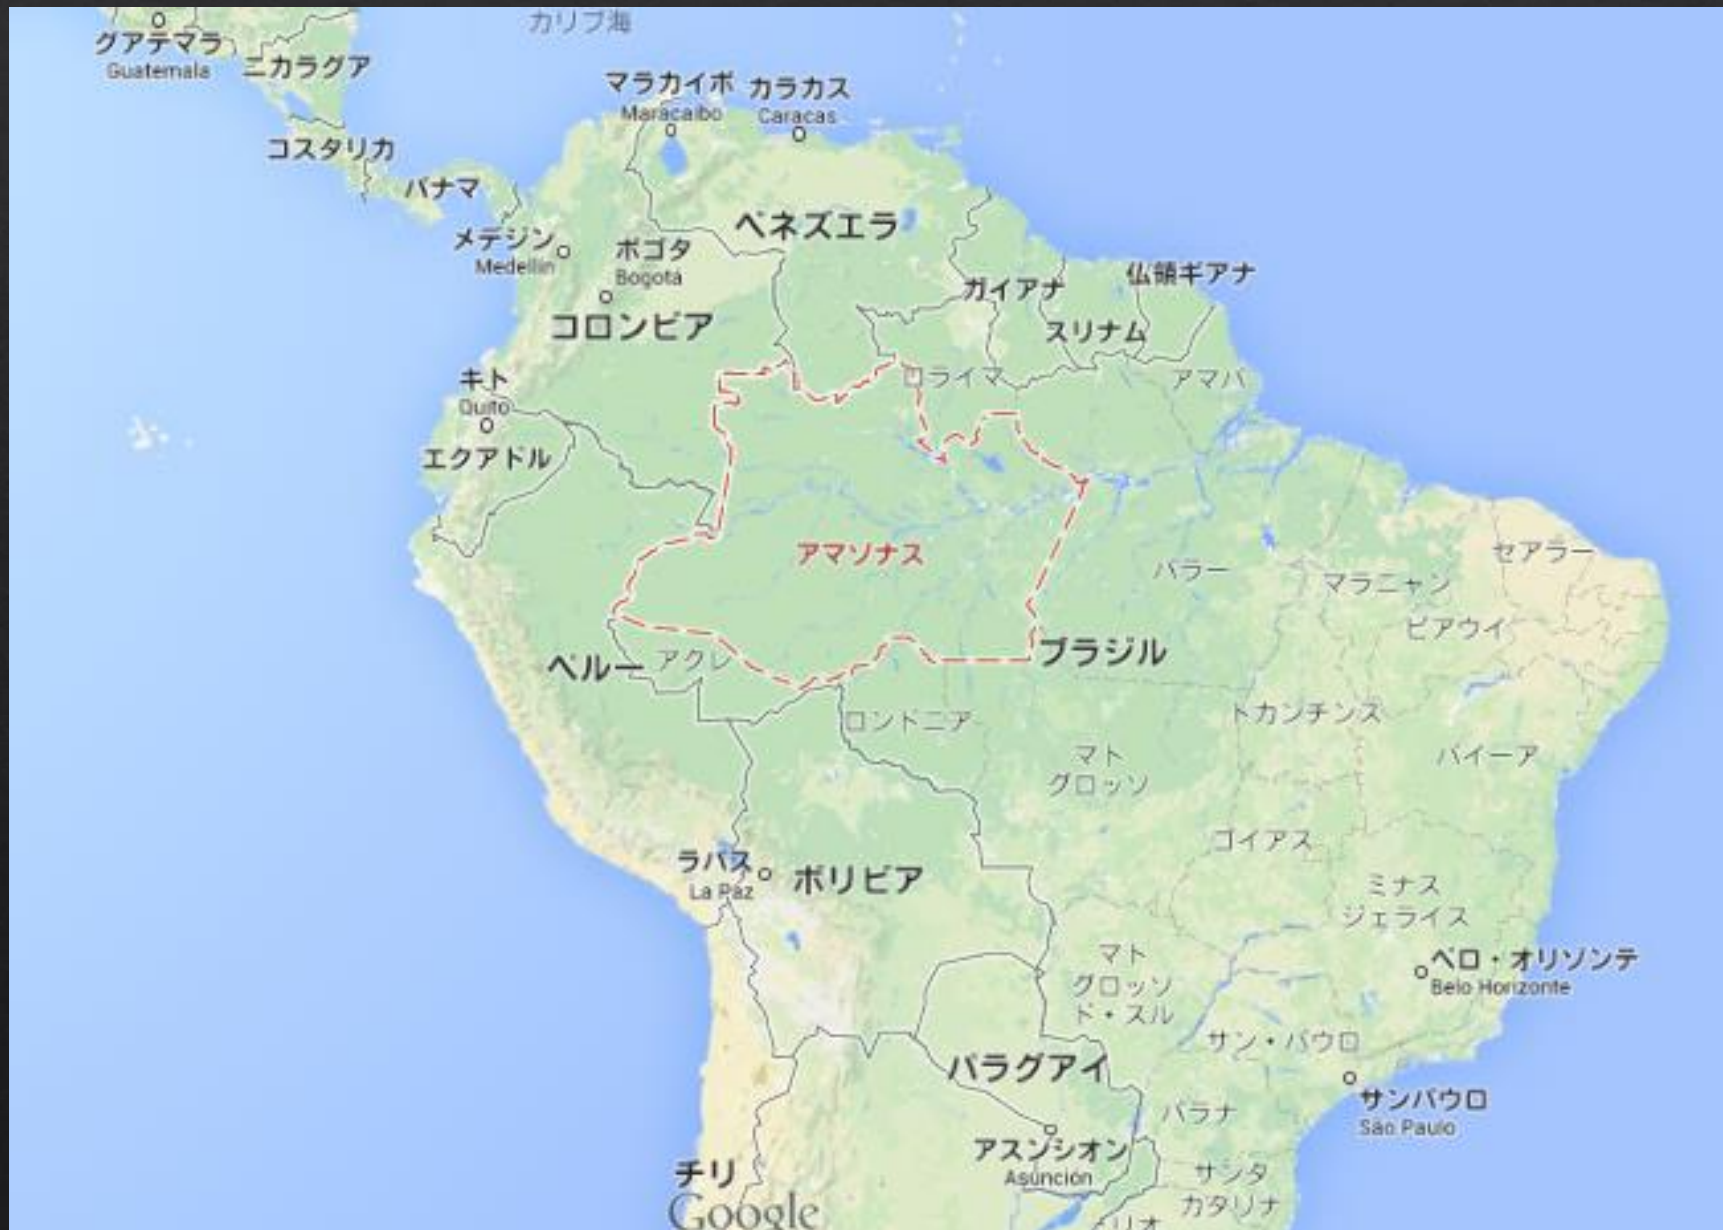 カリブ海
グアテマラ
Guatemala
ニカラグア
マラカイボ
Maracaibo
カラカス
Caracas
コスタリカ
パナマ
ベネズエラ
メデジン
Medellin
ボゴタ
Bogotá
ガイアナ
仏領ギアナ
コロンビア
スリナム
キト
Quito
ロライマ
アマパ
エクアドル
アマゾナス
パラー
セアラー
マラニャン
ピアウイ
ペルー
アクレ
ブラジル
ロンドニア
トカンチンス
マト
グロッソ
バイーア
ゴイアス
ラパス
La Paz
ボリビア
ミナス
ジェライス
マト
グロッソ
ド・スル
ベロ・オリゾンテ
Belo Horizonte
サン・パウロ
パラグアイ
サンパウロ
São Paulo
パラナ
アスンシオン
Asunción
チリ
サンタ
カタリナ
Google